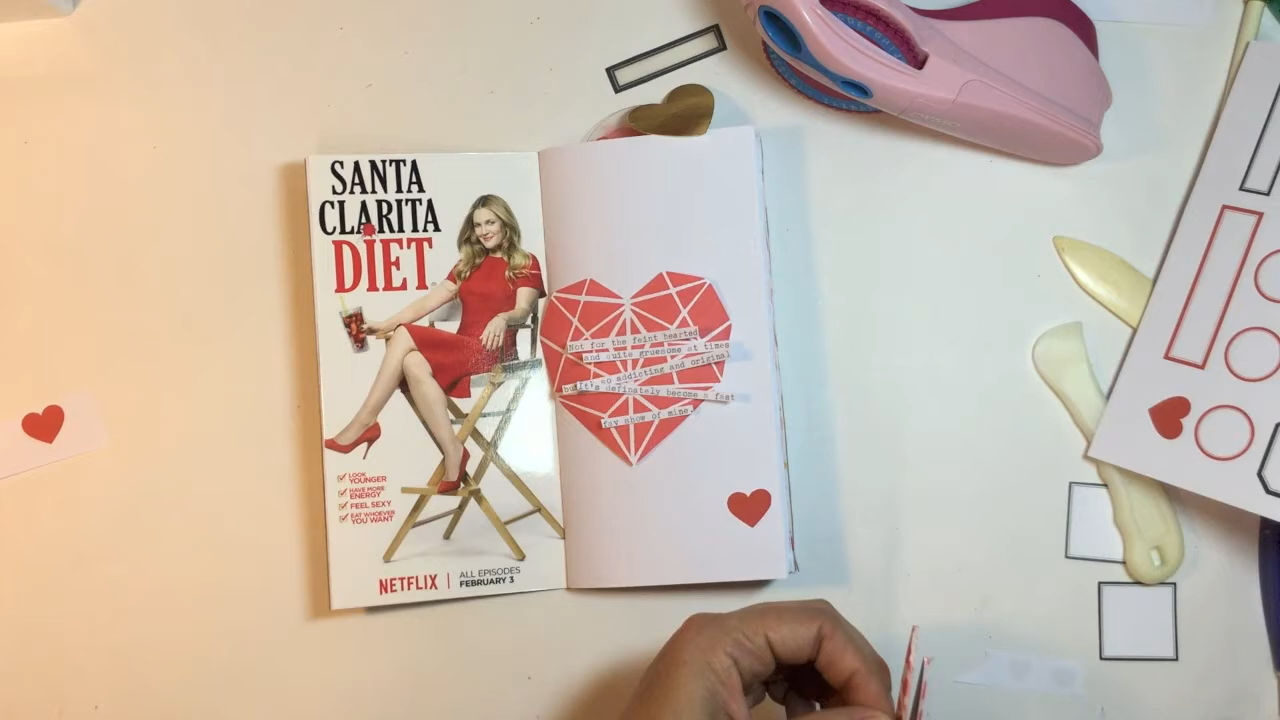 SANTA
CLARITA
DIET
LOOK
YOUNGER
HAVE MORE
ENERGY
FEEL SEXY
EAT WHOEVER
YOU WANT
NETFLIX
ALL EPISODES
FEBRUARY 3
Not for the feint hearted
and quite gruesome at times
so addicting and original
but it's definately become a fast
fav show of mine.